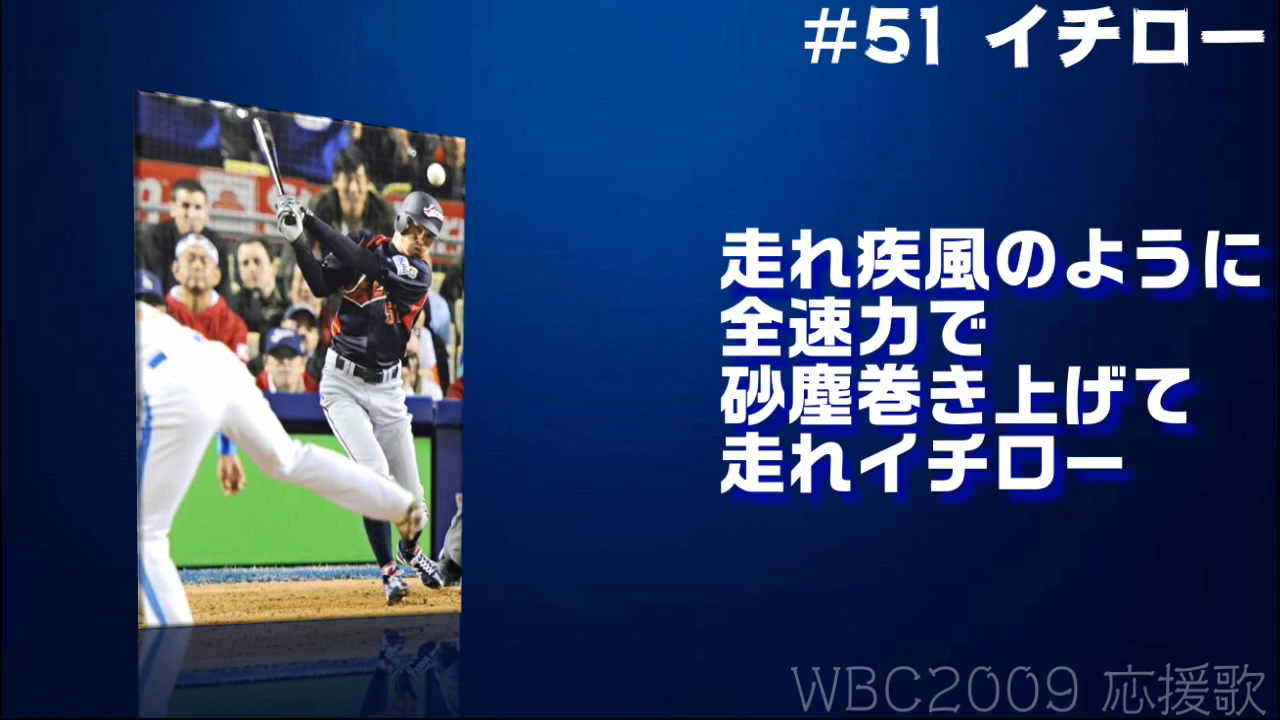 #51 イチロー
走れ疾風のように
全速力で
砂塵巻き上げて
走れイチロー
51
WBC2009 応援歌